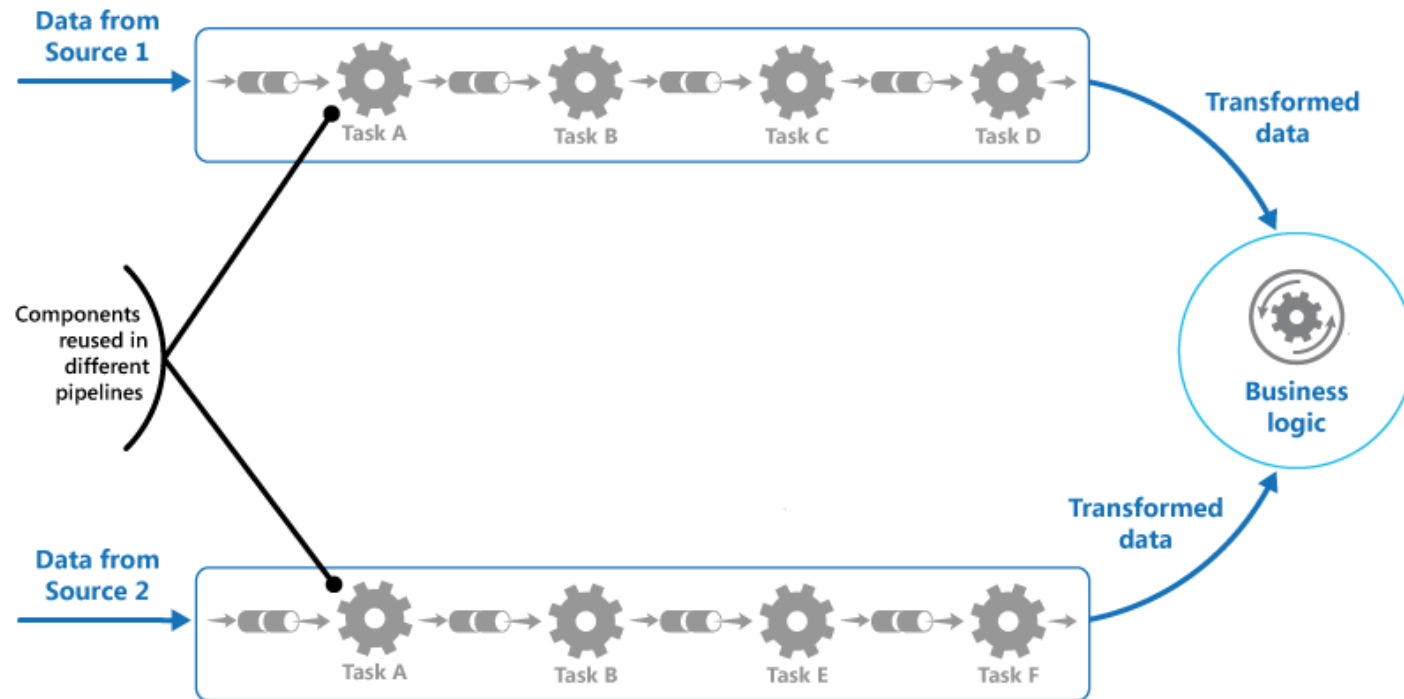 Data from
Source 1
Task A
Task B
Task C
Task D
Transformed
data
Components
reused in
different
pipelines
Business
logic
Transformed
data
Data from
Source 2
Task A
Task B
Task E
Task F